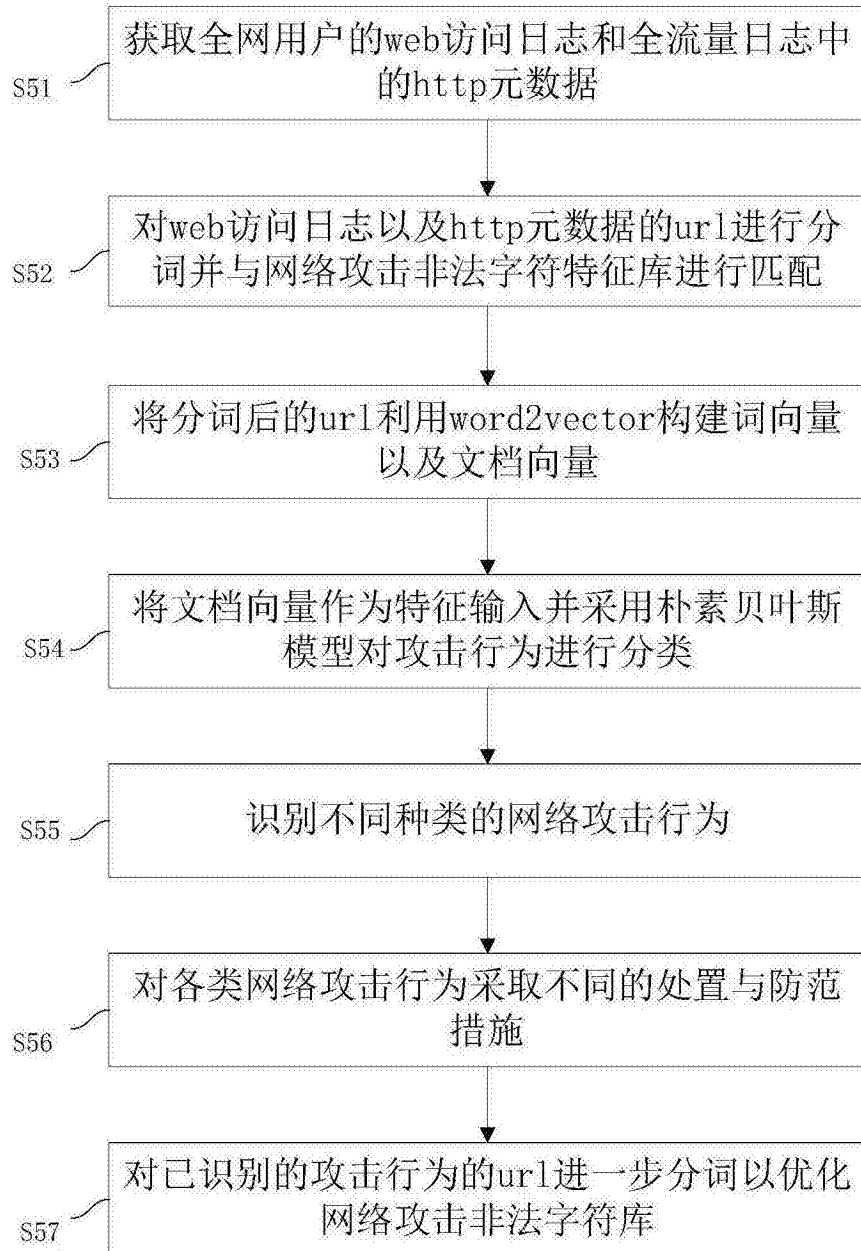 获取全网用户的web访问日志和全流量日志中
的http元数据
S51
对web访问日志以及http元数据的url进行分
词并与网络攻击非法字符特征库进行匹配
S52
将分词后的url利用word2vector构建词向量
以及文档向量
S53
将文档向量作为特征输入并采用朴素贝叶斯
模型对攻击行为进行分类
S54
识别不同种类的网络攻击行为
S55
对各类网络攻击行为采取不同的处置与防范
措施
S56
对已识别的攻击行为的url进一步分词以优化
网络攻击非法字符库
S57